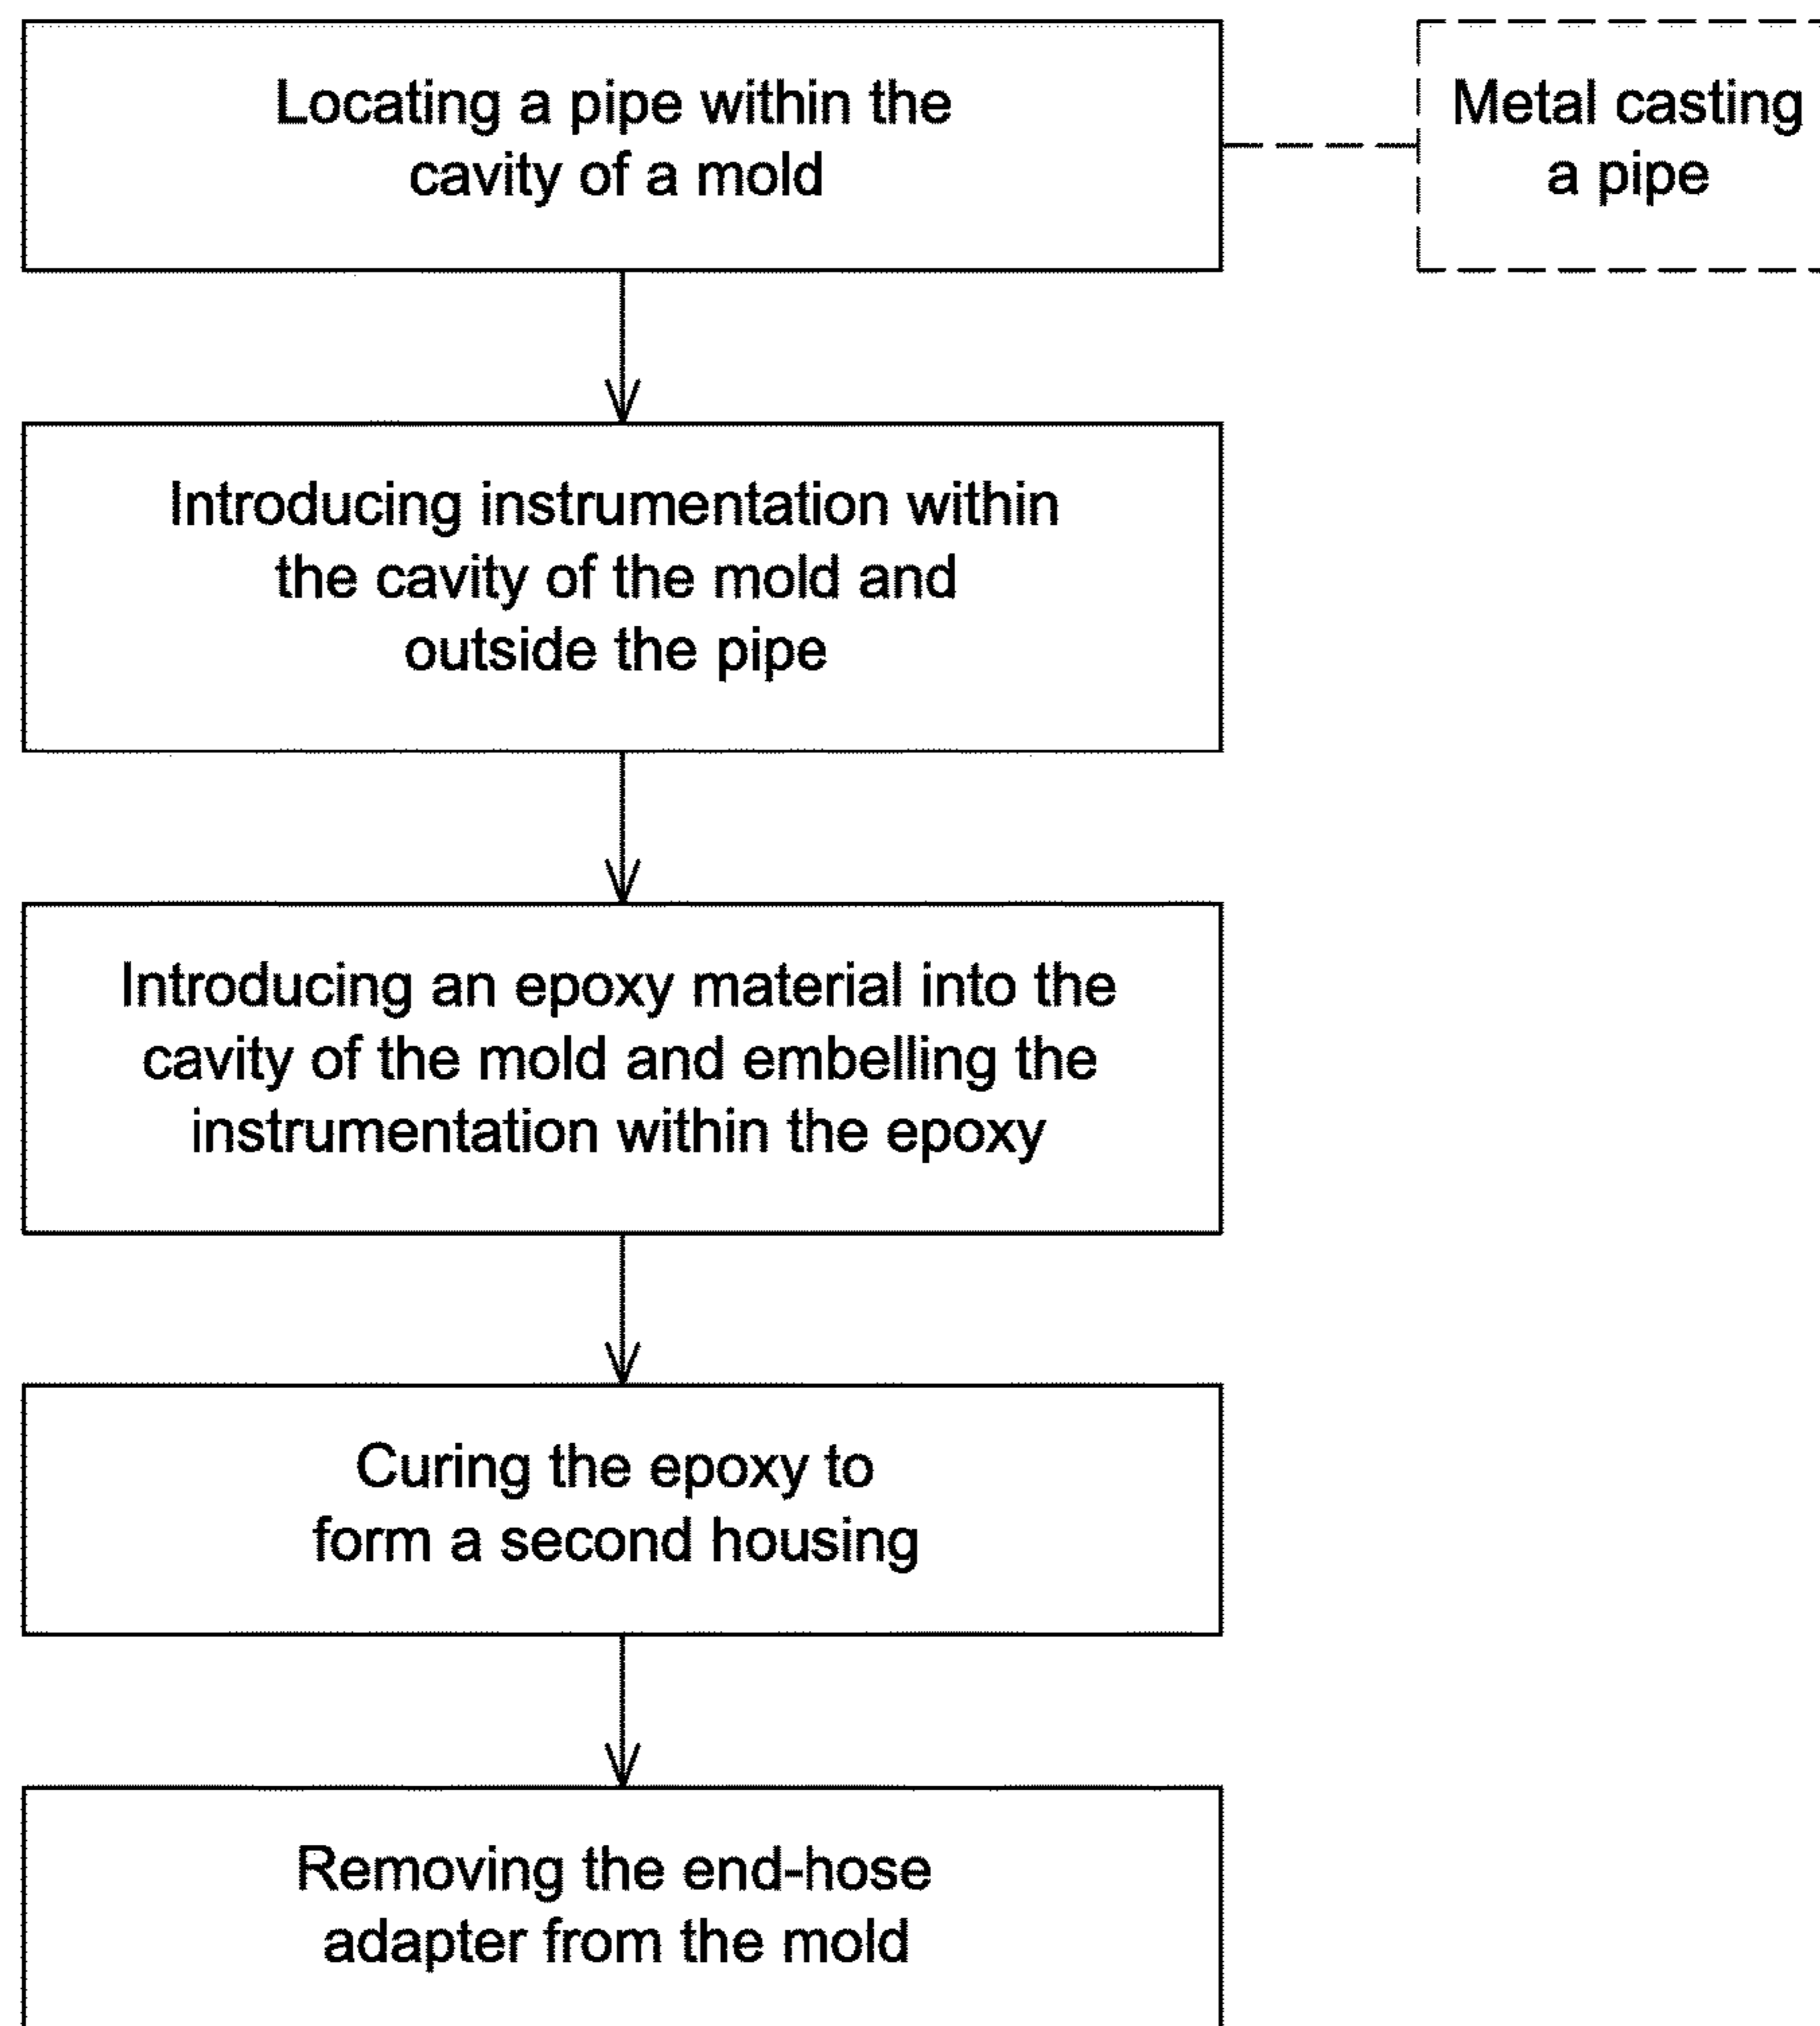 Locating a pipe within the
cavity of a mold
Metal casting
a pipe
Introducing instrumentation within
the cavity of the mold and
outside the pipe
Introducing an epoxy material into the
cavity of the mold and embelling the
instrumentation within the epoxy
Curing the epoxy to
form a second housing
Removing the end-hose
adapter from the mold